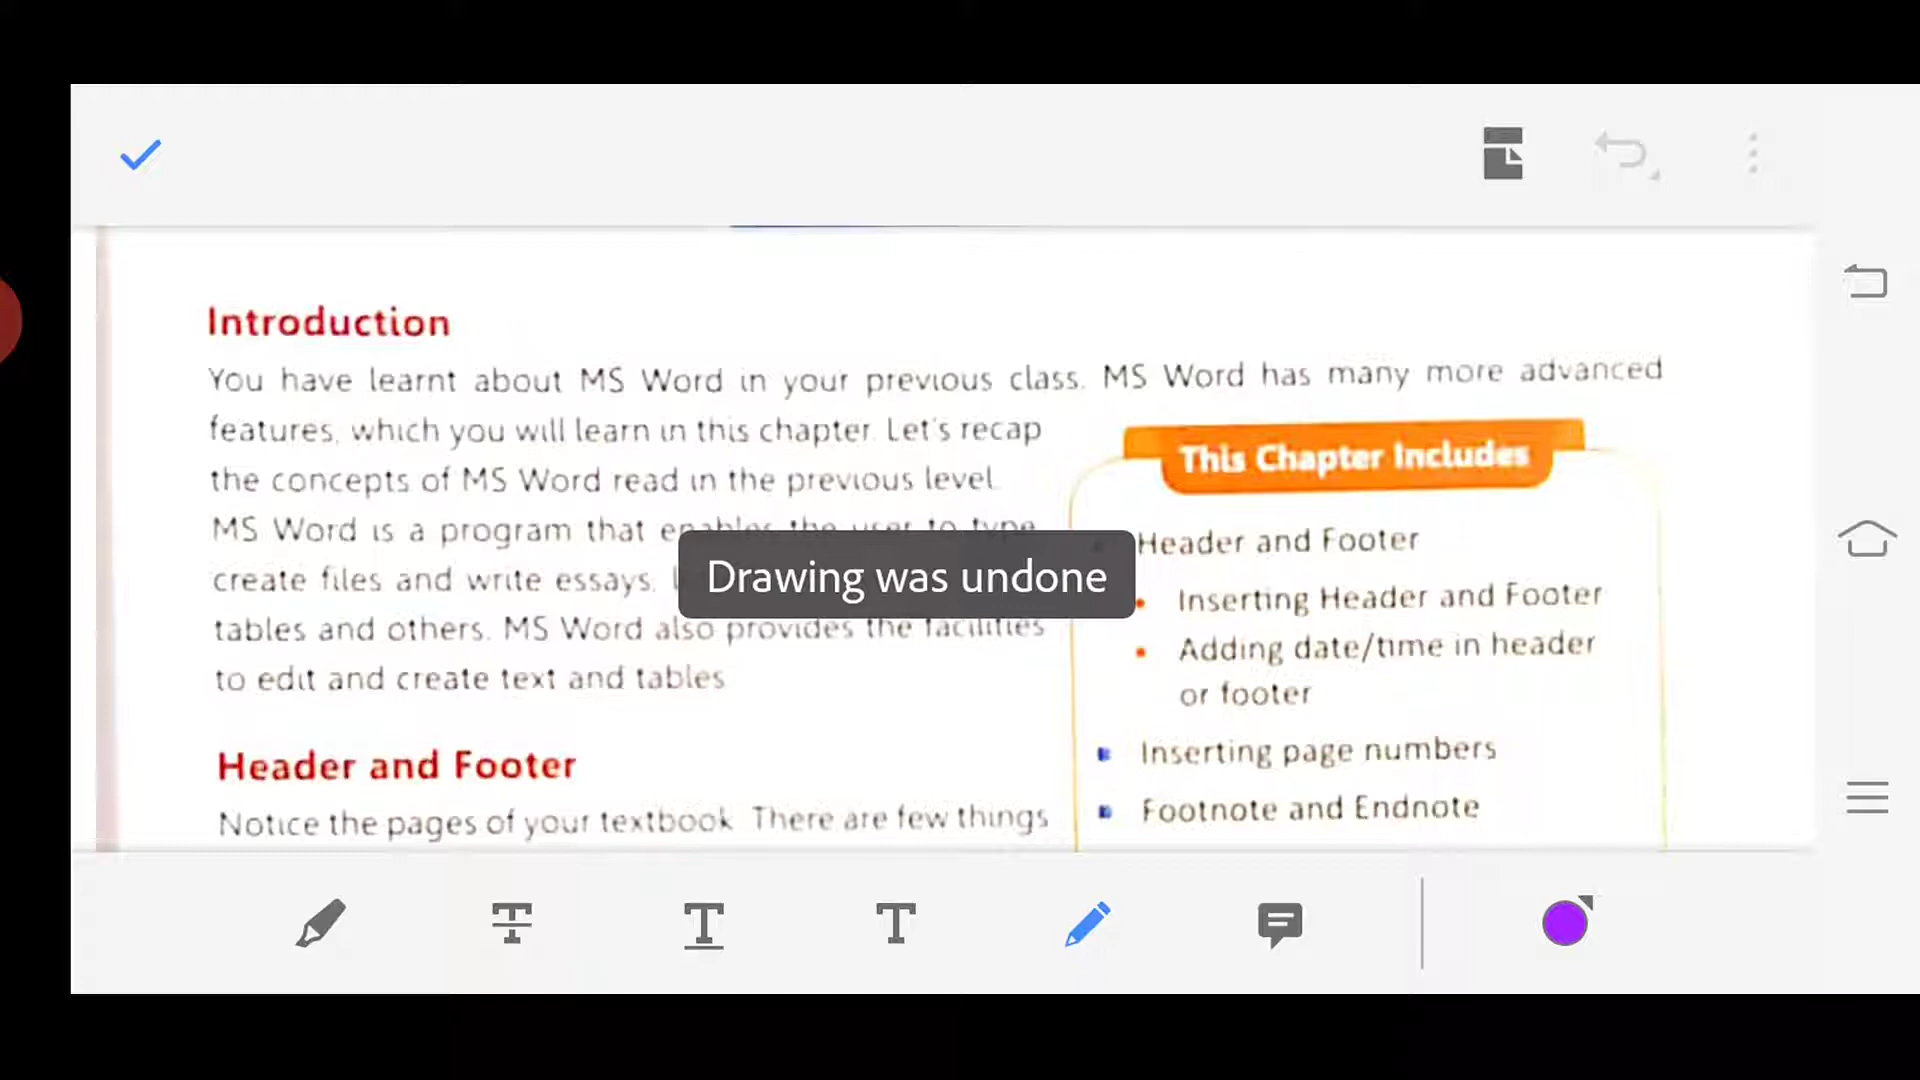 Introduction
You have learnt about MS Word in your previous class. MS Word has many more advanced
features, which you will learn in this chapter. Let's recap
the concepts of MS Word read in the previous level.
MS Word is a program that enables the user to type,
create files and write essays,
tables and others. MS Word also provides the facilities
to edit and create text and tables
Header and Footer
Notice the pages of your textbook. There are few things
This Chapter Includes
Header and Footer
Inserting Header and Footer
Adding date/time in header
or footer
Inserting page numbers
Footnote and Endnote
Drawing was undone